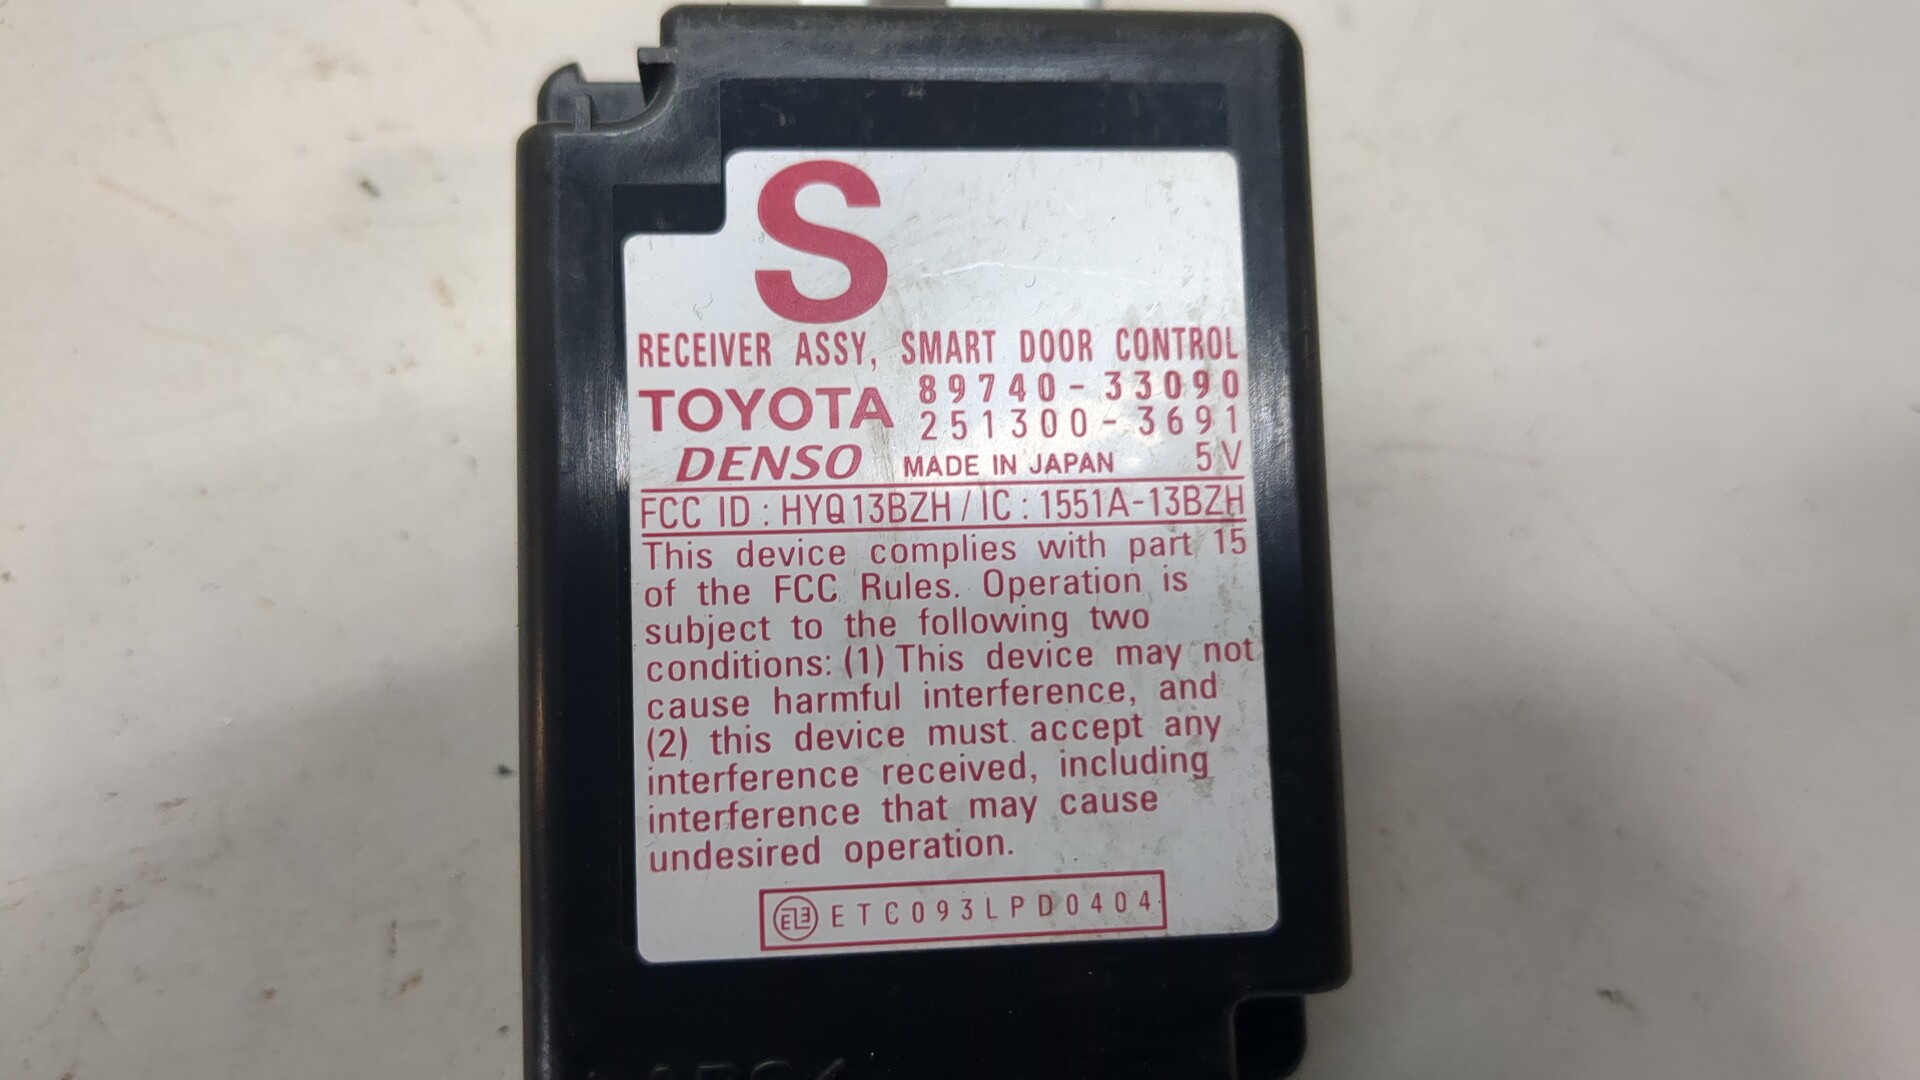 S
RECEIVER ASSY, SMART DOOR CONTROL
TOYOTA 89740-33090
251300-3691
DENSO MADE IN JAPAN 5V
FCC ID : HYQ13BZH / IC : 1551A-13BZH
This device complies with part 15
of the FCC Rules. Operation is
subject to the following two
conditions: (1) This device may not
cause harmful interference, and
(2) this device must accept any
interference received, including
interference that may cause
undesired operation.
ETC093LPD0404